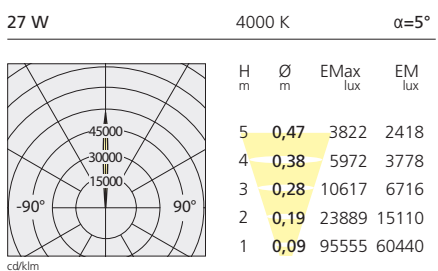 27 W 4000 K α=5°
H Ø EMax EM
m m lux lux
45000
30000
15000
-90° 90°
cd/klm
5 0,47 3822 2418
4 0,38 5972 3778
3 0,28 10617 6716
2 0,19 23889 15110
1 0,09 95555 60440